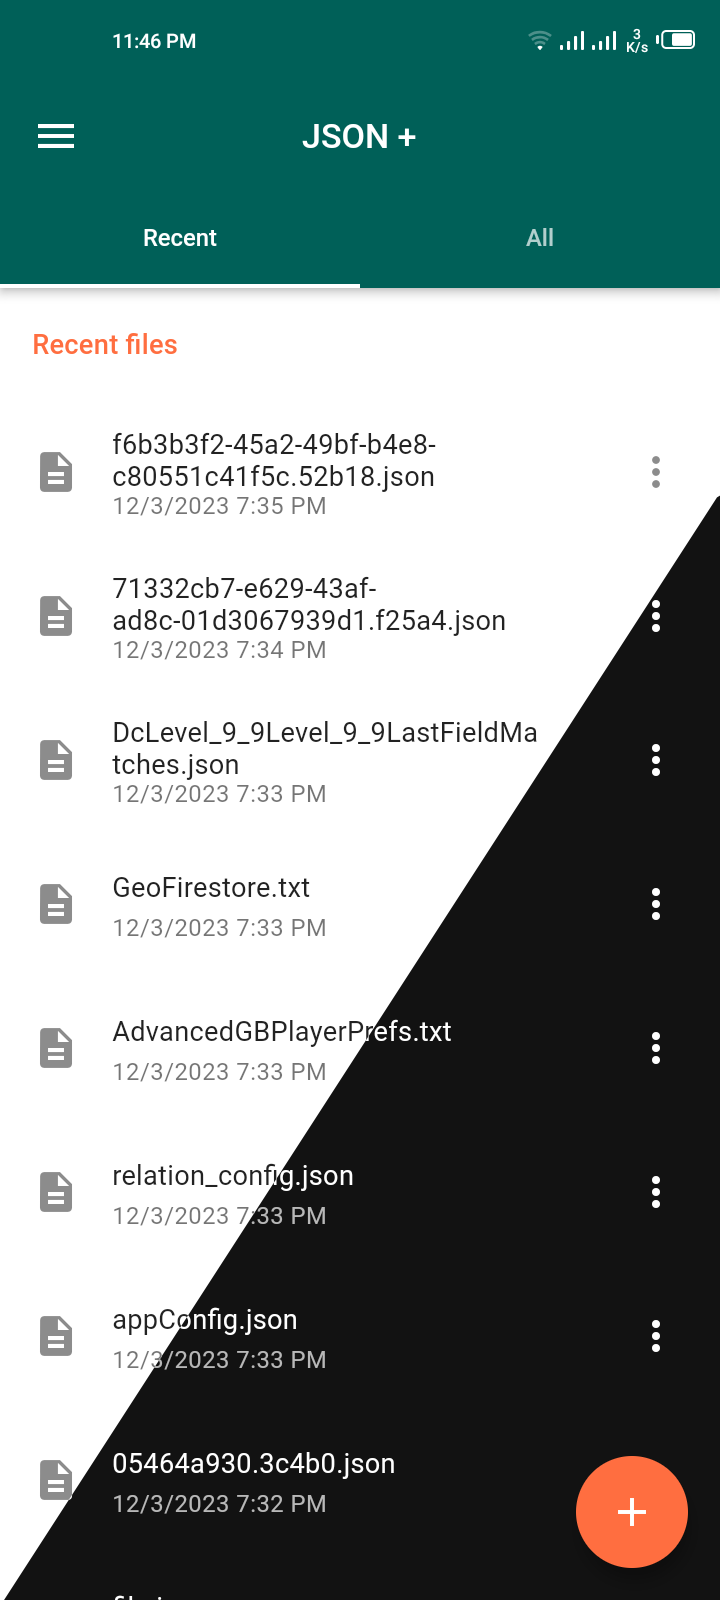 11:46 PM
3
K/s
JSON +
Recent
All
Recent files
f6b3b3f2-45a2-49bf-b4e8-
c80551c41f5c.52b18.json
12/3/2023 7:35 PM
71332cb7-e629-43af-
ad8c-01d3067939d1.f25a4.json
12/3/2023 7:34 PM
DcLevel_9_9Level_9_9LastFieldMa
tches.json
12/3/2023 7:33 PM
GeoFirestore.txt
12/3/2023 7:33 PM
AdvancedGBPlayerPrefs.txt
12/3/2023 7:33 PM
relation_config.json
12/3/2023 7:33 PM
appConfig.json
12/3/2023 7:33 PM
05464a930.3c4b0.json
12/3/2023 7:32 PM